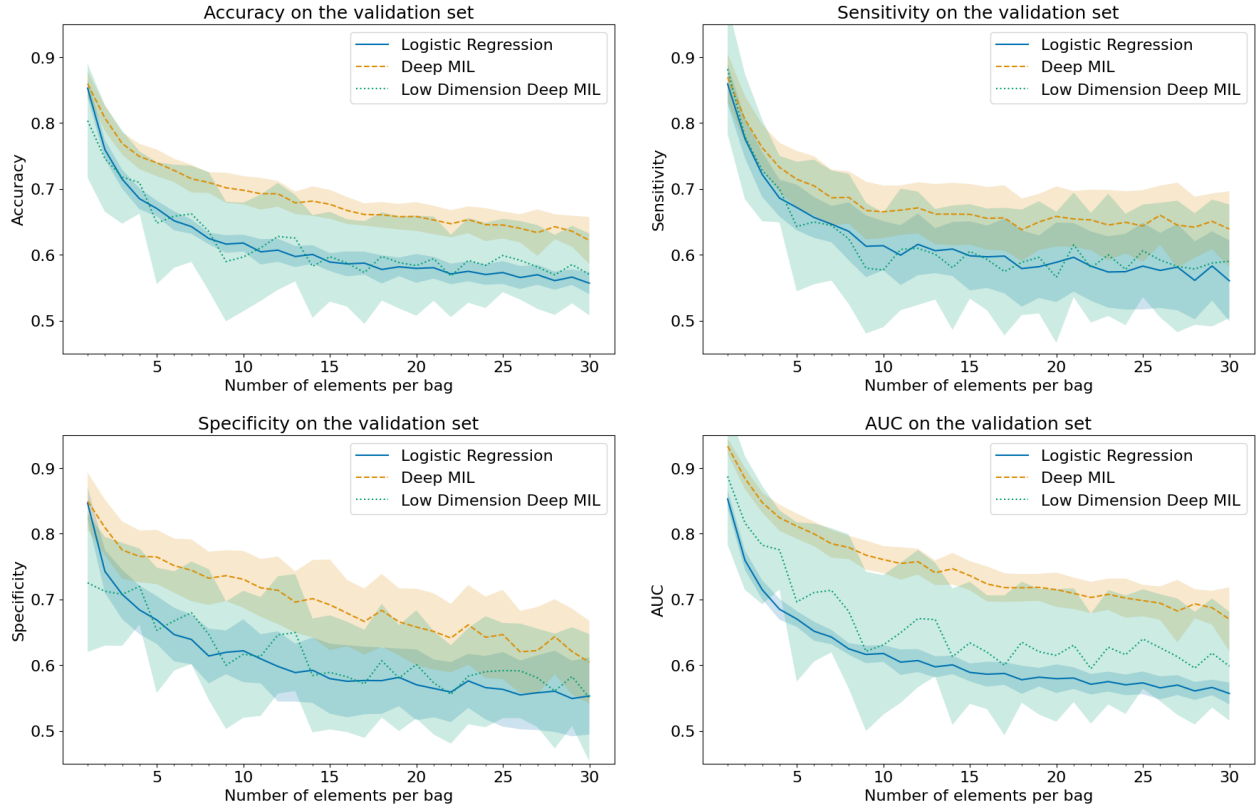 Accuracy on the validation set
0.9
0.8
0.7
0.6
0.5
Accuracy
Logistic Regression
Deep MIL
Low Dimension Deep MIL
5
10
15
20
25
30
Number of elements per bag
Sensitivity on the validation set
0.9
0.8
0.7
0.6
0.5
Sensitivity
Logistic Regression
Deep MIL
Low Dimension Deep MIL
5
10
15
20
25
30
Number of elements per bag
Specificity on the validation set
0.9
0.8
0.7
0.6
0.5
Specificity
Logistic Regression
Deep MIL
Low Dimension Deep MIL
5
10
15
20
25
30
Number of elements per bag
AUC on the validation set
0.9
0.8
0.7
0.6
0.5
AUC
Logistic Regression
Deep MIL
Low Dimension Deep MIL
5
10
15
20
25
30
Number of elements per bag